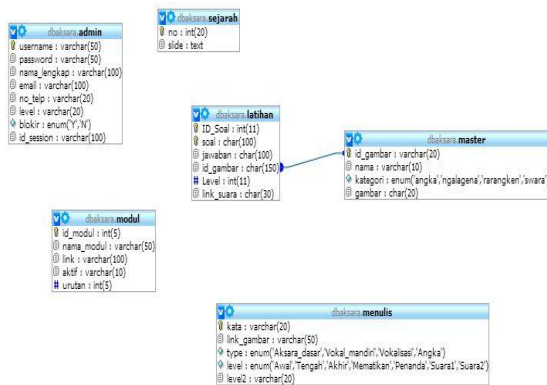 dbaksara.admin
username : varchar(50)
password : varchar(50)
nama_lengkap : varchar(100)
email : varchar(100)
no_telp : varchar(20)
level : varchar(20)
blokir : enum('Y','N')
id_session : varchar(100)
dbaksara.sejarah
no : int(20)
slide : text
dbaksara.latihan
ID_Soal : int(11)
soal : char(100)
jawaban : char(100)
id_gambar : char(150)
# Level : int(11)
link_suara : char(30)
dbaksara.master
id_gambar : varchar(20)
nama : varchar(10)
kategori : enum('angka','ngalagena','rarangken','swara')
gambar : char(20)
dbaksara.modul
id_modul : int(5)
nama_modul : varchar(50)
link : varchar(100)
aktif : varchar(10)
# urutan : int(5)
dbaksara.menulis
kata : varchar(20)
link_gambar : varchar(50)
type : enum('Aksara_dasar','Vokal_mandiri','Vokalisasi','Angka')
level : enum('Awal','Tengah','Akhir','Mematikan','Penanda','Suara1','Suara2')
level2 : varchar(20)